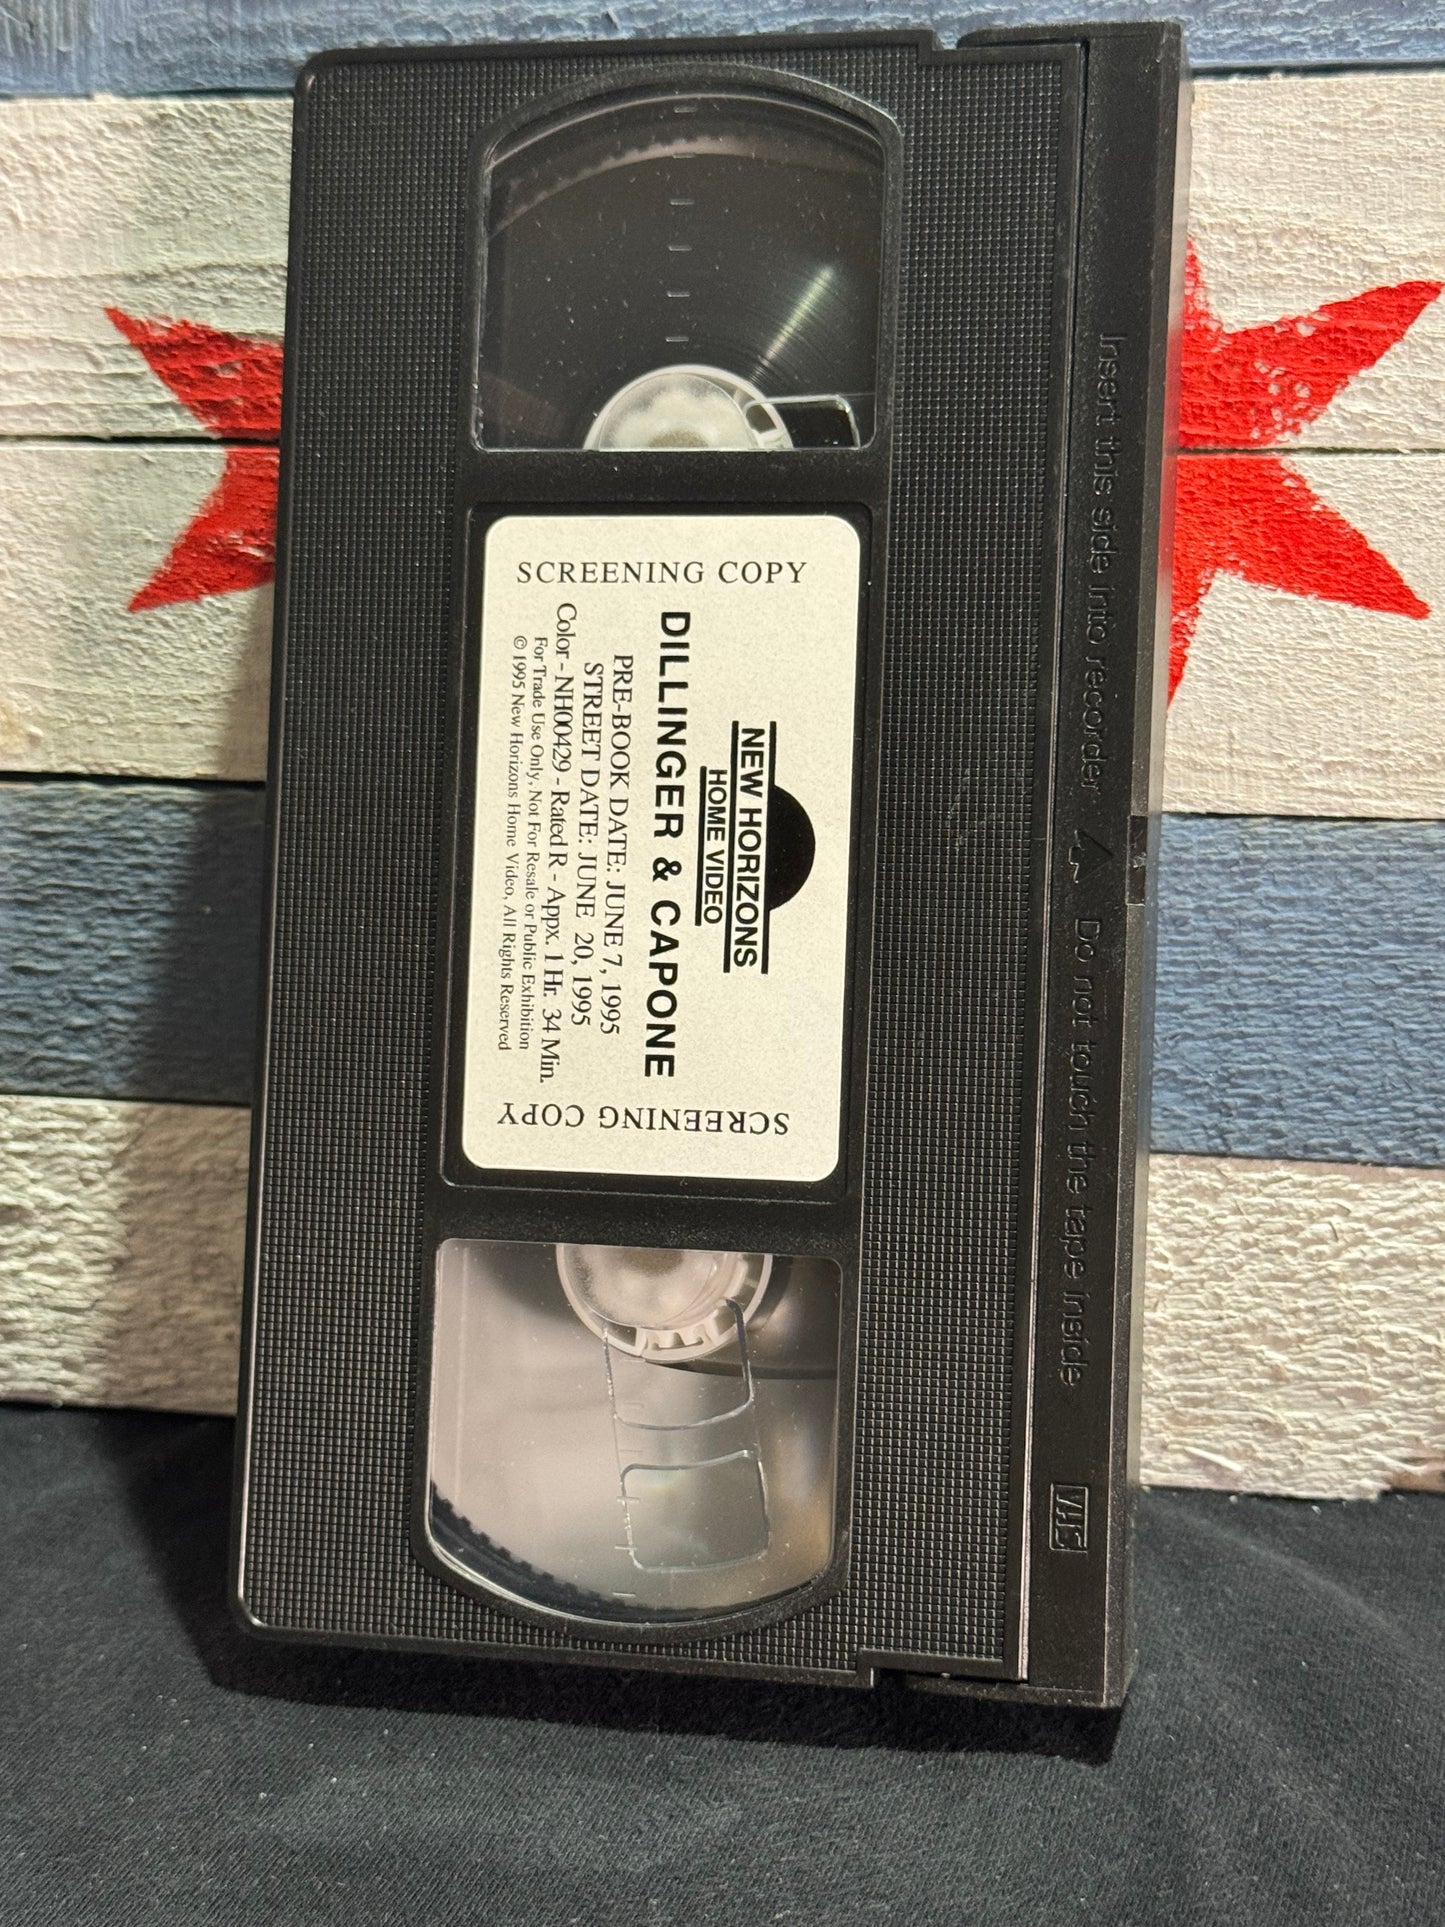 SCREENING COPY
NEW HORIZONS
HOME VIDEO
DILLINGER & CAPONE
PRE-BOOK DATE: JUNE 7, 1995
STREET DATE: JUNE 20, 1995
Color - NH00429 - Rated R - Appx. 1 Hr. 34 Min.
For Trade Use Only, Not For Resale or Public Exhibition
© 1995 New Horizons Home Video, All Rights Reserved
SCREENING COPY
Insert this side into recorder Do not touch the tape inside
VHS